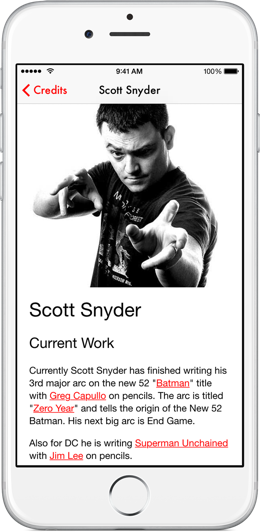 9:41 AM 100%
Credits Scott Snyder
Scott Snyder
Current Work
Currently Scott Snyder has finished writing his
3rd major arc on the new 52 "Batman" title
with Greg Capullo on pencils. The arc is titled
"Zero Year" and tells the origin of the New 52
Batman. His next big arc is End Game.
Also for DC he is writing Superman Unchained
with Jim Lee on pencils.